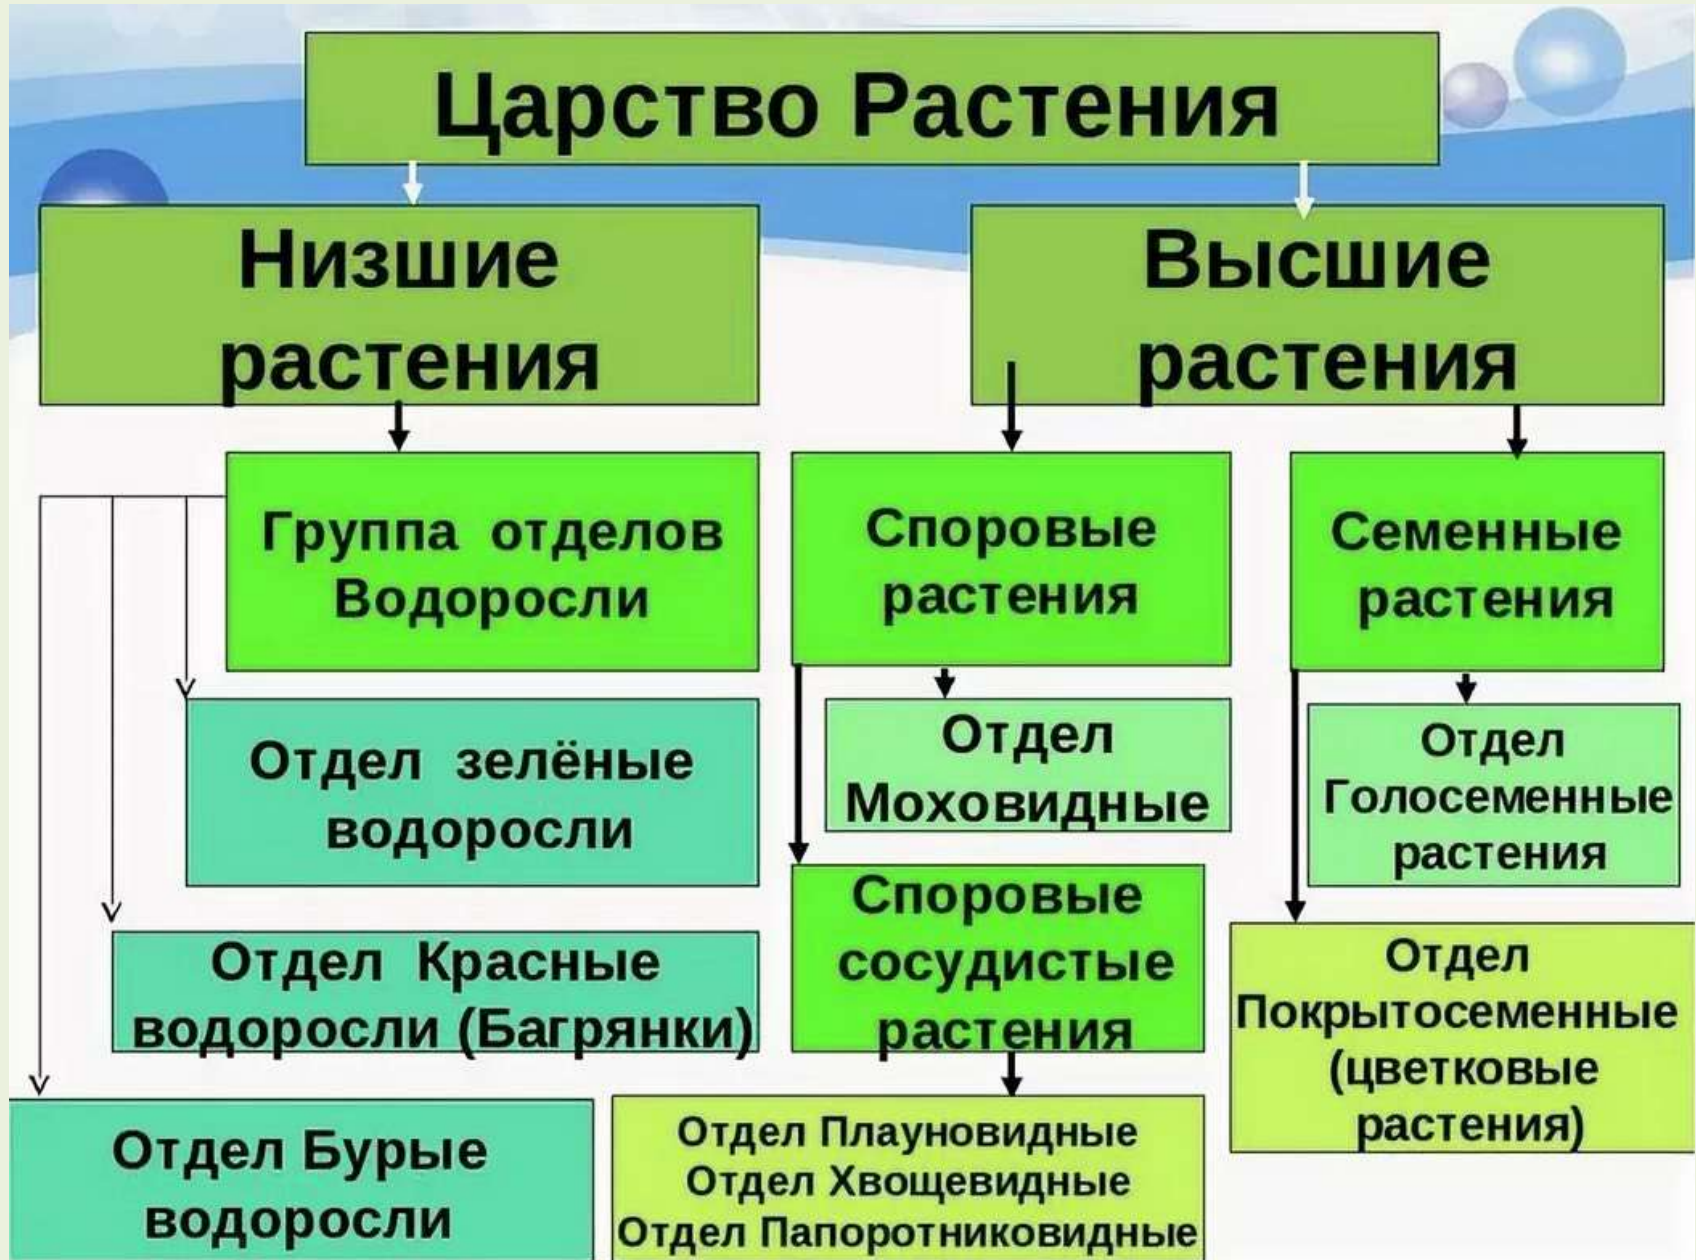 Царство Растения
Низшие
растения
Высшие
растения
Группа отделов
Водоросли
Споровые
растения
Семенные
растения
Отдел зелёные
водоросли
Отдел
Моховидные
Отдел
Голосеменные
растения
Отдел Красные
водоросли (Багрянки)
Споровые
сосудистые
растения
Отдел
Покрытосеменные
(цветковые
растения)
Отдел Бурые
водоросли
Отдел Плауновидные
Отдел Хвощевидные
Отдел Папоротниковидные